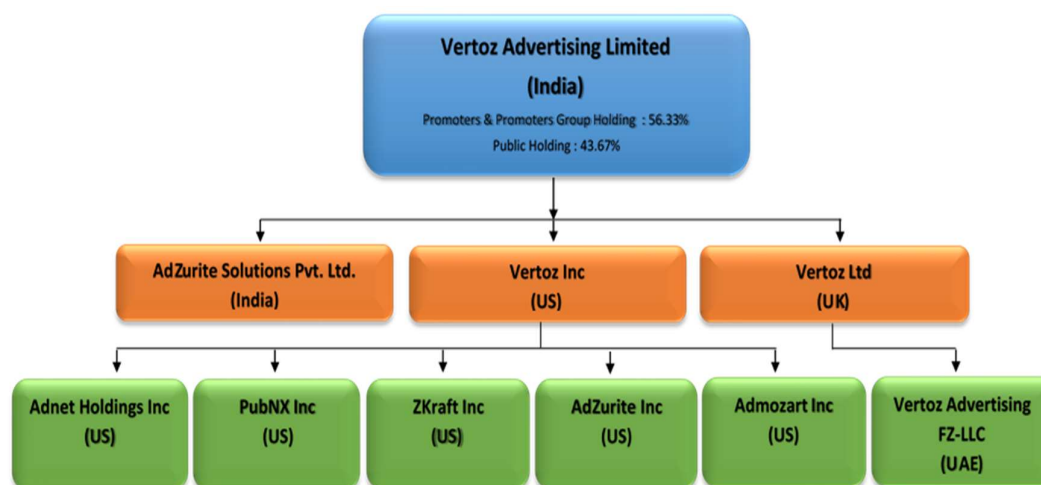 Vertoz Advertising Limited
(India)
Promoters & Promoters Group Holding : 56.33%
Public Holding : 43.67%
AdZurite Solutions Pvt. Ltd.
(India)
Vertoz Inc
(US)
Vertoz Ltd
(UK)
Adnet Holdings Inc
(US)
PubNX Inc
(US)
ZKraft Inc
(US)
AdZurite Inc
(US)
Admozart Inc
(US)
Vertoz Advertising
FZ-LLC
(UAE)